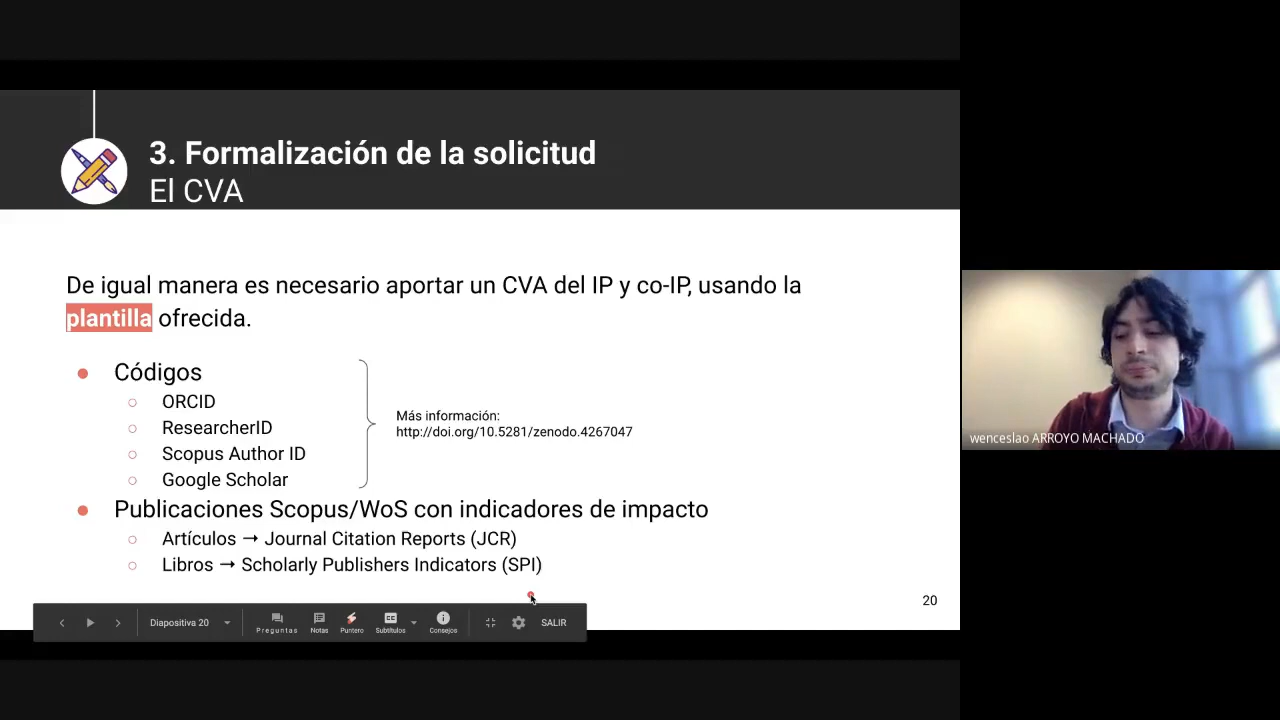 3. Formalización de la solicitud
El CVA
De igual manera es necesario aportar un CVA del IP y co-IP, usando la
plantilla ofrecida.
Códigos
ORCID
ResearcherID
Scopus Author ID
Google Scholar
Más información:
http://doi.org/10.5281/zenodo.4267047
Publicaciones Scopus/WoS con indicadores de impacto
Artículos → Journal Citation Reports (JCR)
Libros → Scholarly Publishers Indicators (SPI)
20
Diapositiva 20
Preguntas
Notas
Puntero
CC
Subtítulos
Consejos
SALIR
wenceslao ARROYO MACHADO